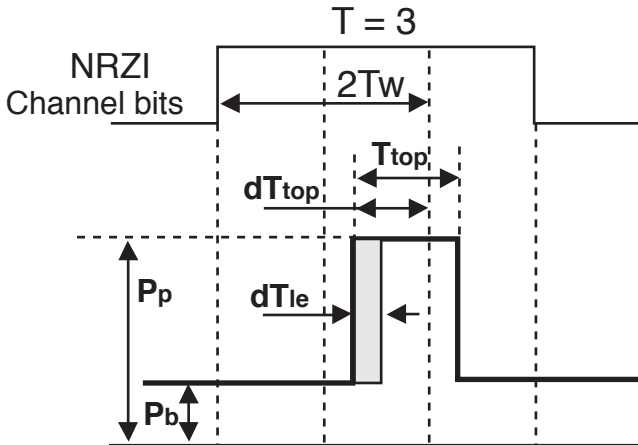 T = 3
NRZI
Channel bits
2Tw
Ttop
dTtop
Pp
dTle
Pb